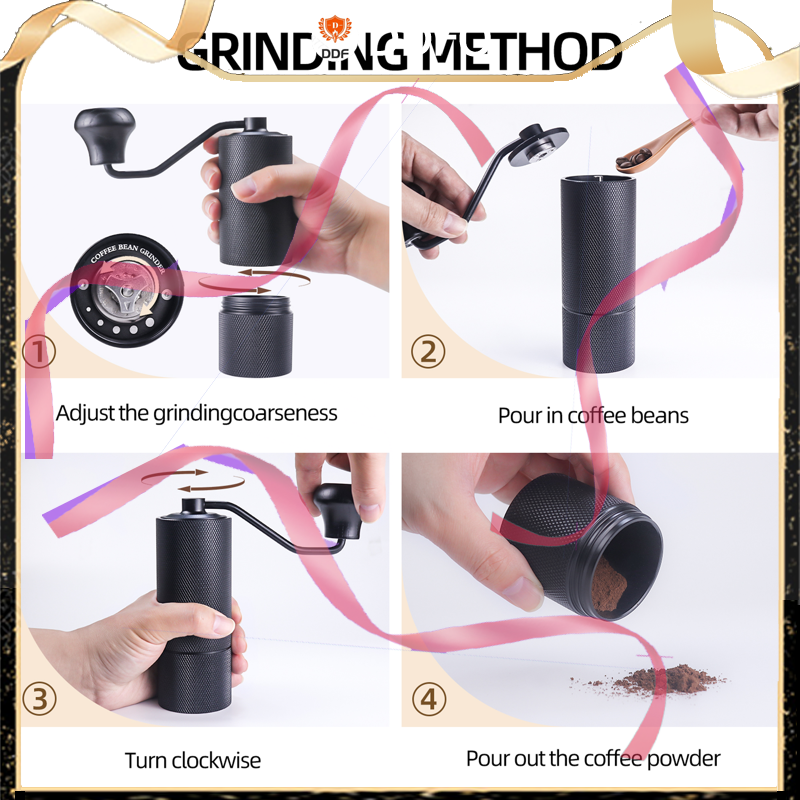 GRINDING METHOD
D
DDF
COFFEE BEAN GRINDER
1
Adjust the grindingcoarseness
2
Pour in coffee beans
3
Turn clockwise
4
Pour out the coffee powder